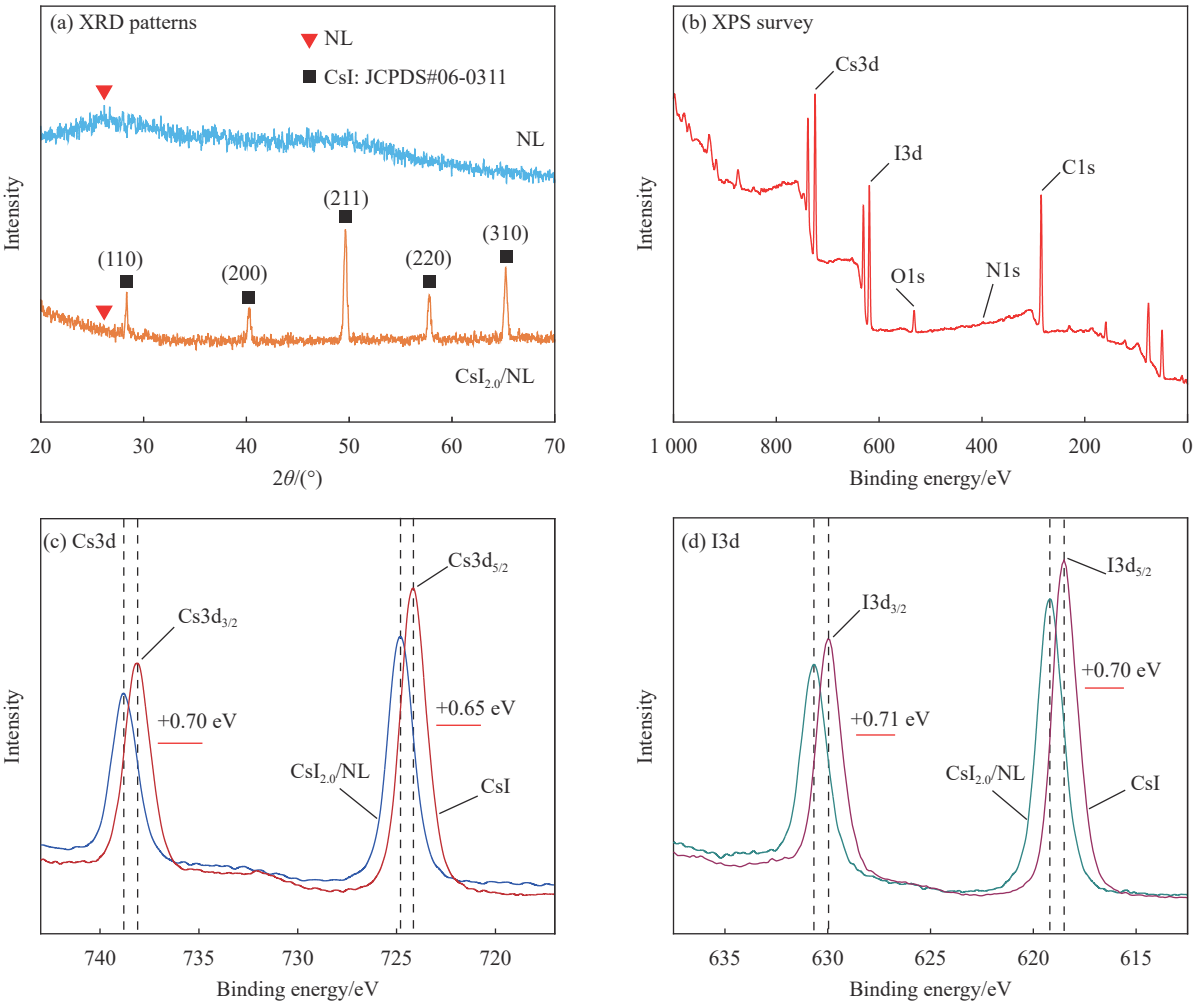 (a) XRD patterns
NL
CsI: JCPDS#06-0311
NL
(211)
(110)
(200)
(220)
(310)
CsI2.0/NL
Intensity
20 30 40 50 60 70
2θ/(°)
(b) XPS survey
Cs3d
I3d
C1s
O1s
N1s
Intensity
1 000 800 600 400 200 0
Binding energy/eV
(c) Cs3d
Cs3d5/2
Cs3d3/2
+0.70 eV
+0.65 eV
CsI2.0/NL
CsI
Intensity
740 735 730 725 720
Binding energy/eV
(d) I3d
I3d5/2
I3d3/2
+0.70 eV
+0.71 eV
CsI2.0/NL
CsI
Intensity
635 630 625 620 615
Binding energy/eV